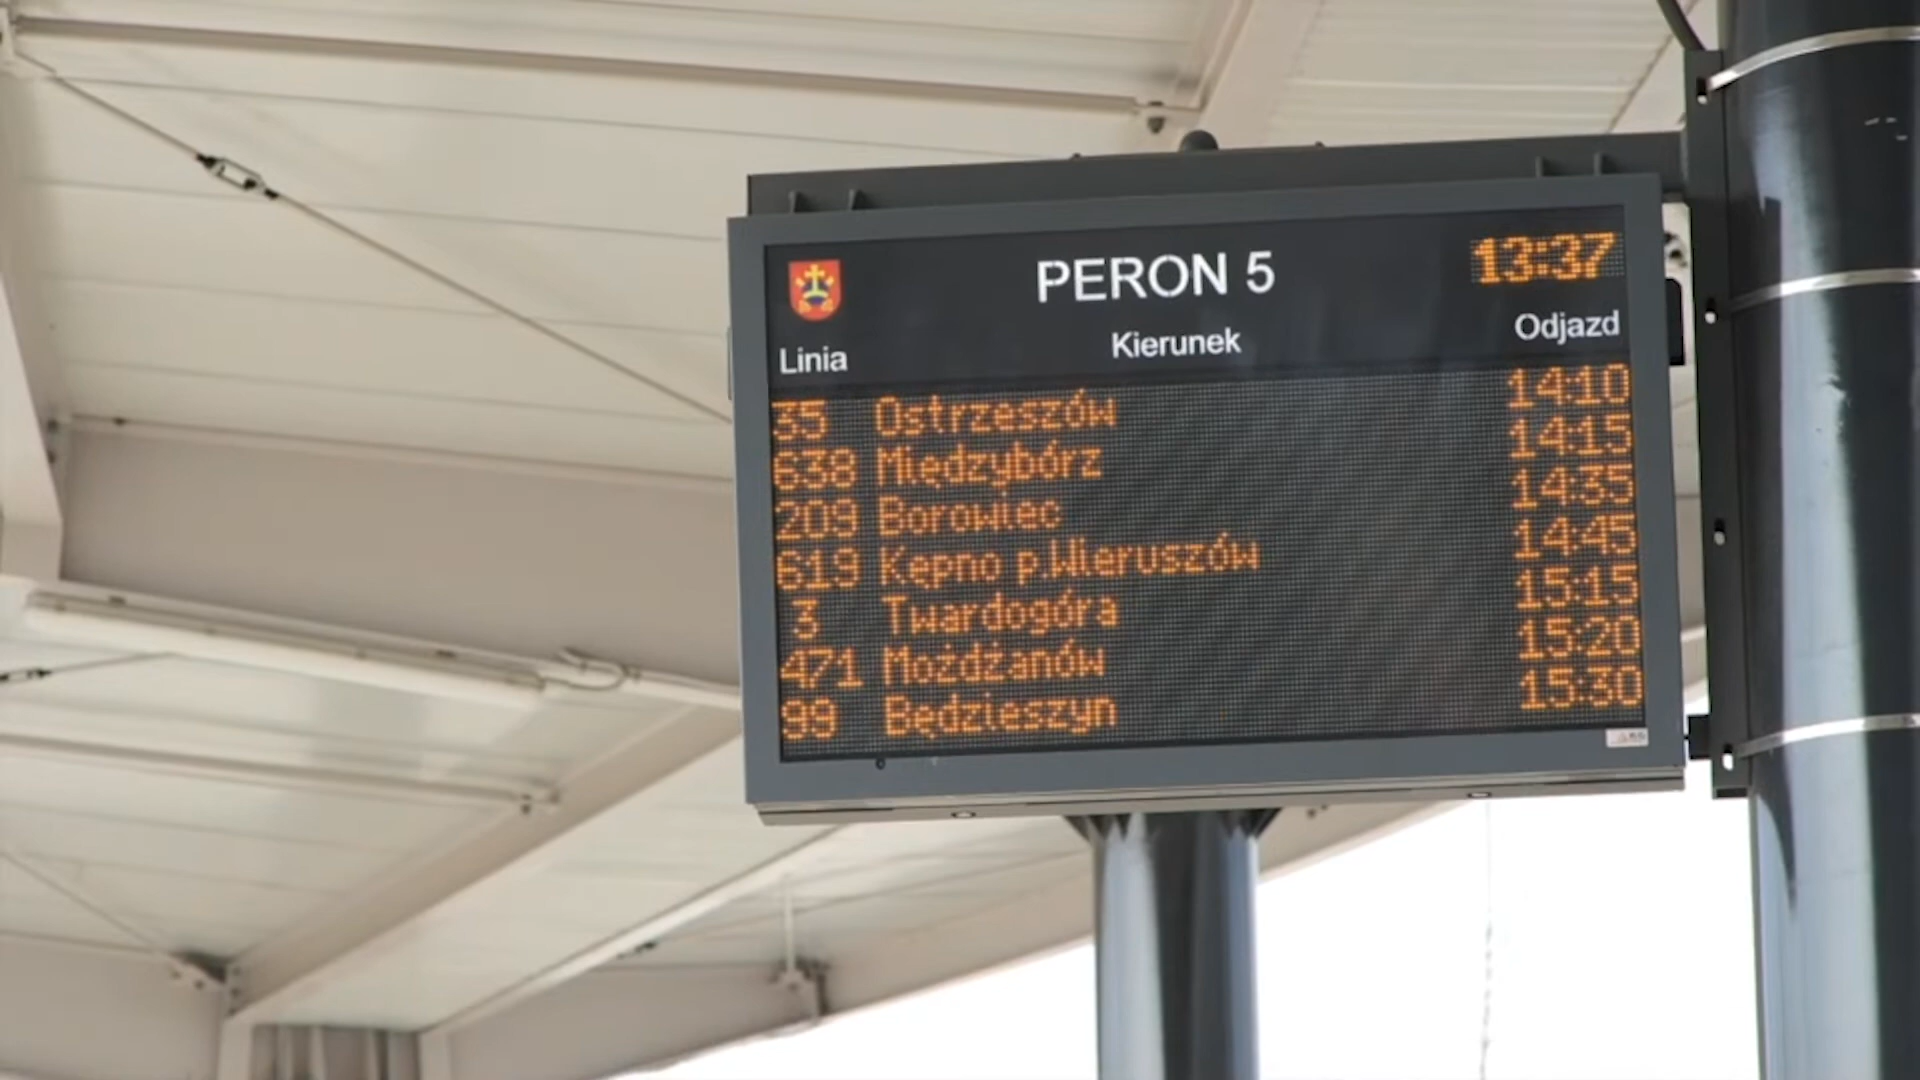 PERON 5 13:37
Linia Kierunek Odjazd
35 Ostrzeszów 14:10
638 Międzybórz 14:15
209 Borowiec 14:35
619 Kępno p.Wieruszów 14:45
3 Twardogóra 15:15
471 Możdżanów 15:20
99 Będzieszyn 15:30